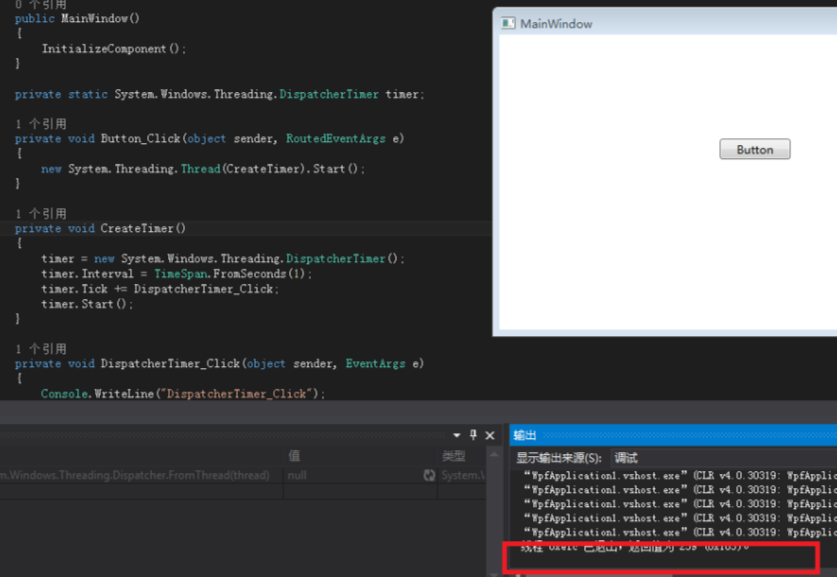 0 个引用
public MainWindow()
{
InitializeComponent();
}
private static System.Windows.Threading.DispatcherTimer timer;
1 个引用
private void Button_Click(object sender, RoutedEventArgs e)
{
new System.Threading.Thread(CreateTimer).Start();
}
1 个引用
private void CreateTimer()
{
timer = new System.Windows.Threading.DispatcherTimer();
timer.Interval = TimeSpan.FromSeconds(1);
timer.Tick += DispatcherTimer_Click;
timer.Start();
}
1 个引用
private void DispatcherTimer_Click(object sender, EventArgs e)
{
Console.WriteLine("DispatcherTimer_Click");
MainWindow
Button
值
类型
m.Windows.Threading.Dispatcher.FromThread(thread)
null
System.\
输出
显示输出来源(S):
调试
“WpfApplication1.vshost.exe”(CLR v4.0.30319: WpfApplic
“WpfApplication1.vshost.exe”(CLR v4.0.30319: WpfApplic
“WpfApplication1.vshost.exe”(CLR v4.0.30319: WpfApplic
“WpfApplication1.vshost.exe”(CLR v4.0.30319: WpfApplic
“WpfApplication1.vshost.exe”(CLR v4.0.30319: WpfApplic
线程 已退出，返回值为 259 (0x103)。